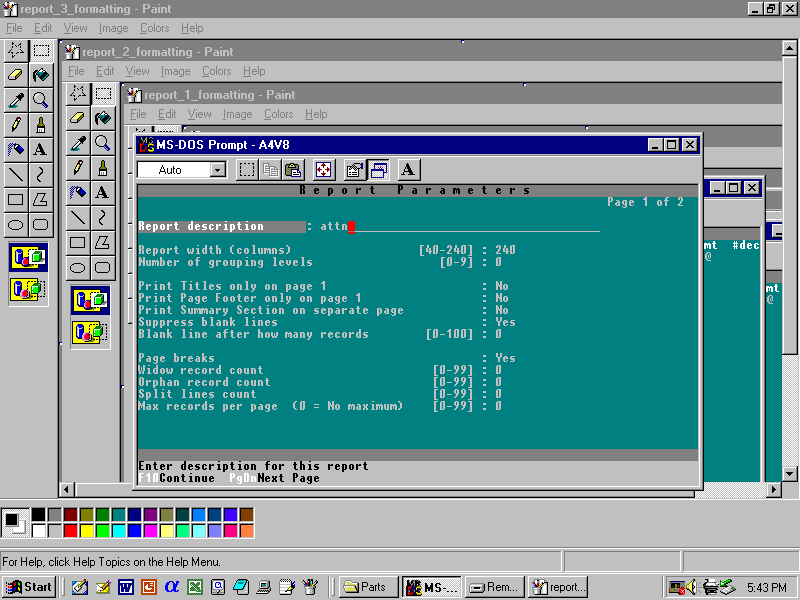 report_3_formatting - Paint
File Edit View Image Colors Help
report_2_formatting - Paint
File Edit View Image Colors Help
report_1_formatting - Paint
File Edit View Image Colors Help
MS-DOS Prompt - A4V8
Auto
A
Report Parameters
Page 1 of 2
Report description : attn
Report width (columns) [40-240] : 240
Number of grouping levels [0-9] : 0
Print Titles only on page 1 : No
Print Page Footer only on page 1 : No
Print Summary Section on separate page : No
Suppress blank lines : Yes
Blank line after how many records [0-100] : 0
Page breaks : Yes
Widow record count [0-99] : 0
Orphan record count [0-99] : 0
Split lines count [0-99] : 0
Max records per page (0 = No maximum) [0-99] : 0
Enter description for this report
F10Continue PgDnNext Page
mt #dec
@
mt
@
A
A
For Help, click Help Topics on the Help Menu.
Start
Parts
MS-...
Rem...
report...
5:43 PM